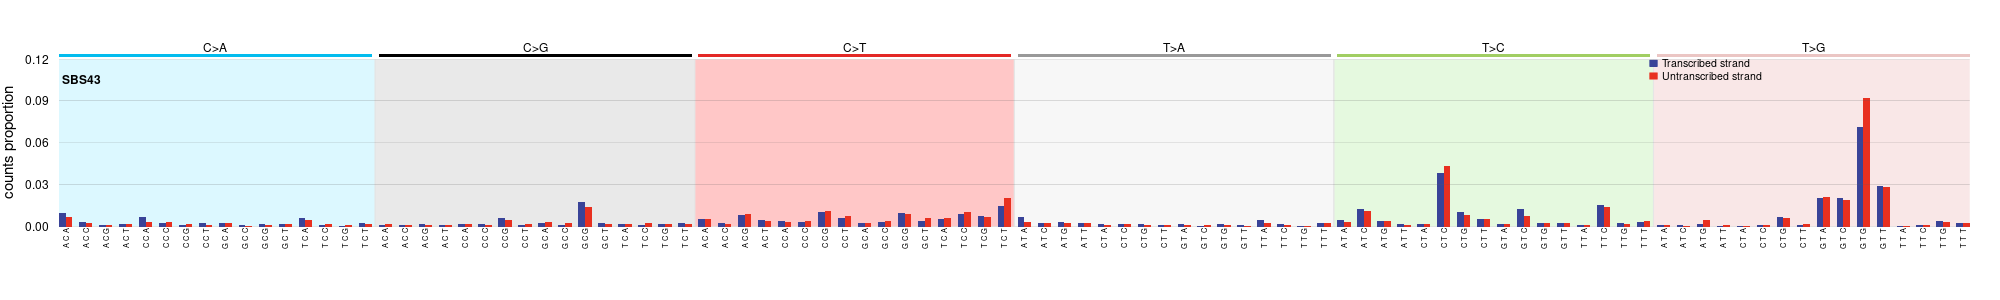 C>A C>G C>T T>A T>C T>G
0.12
SBS43
Transcribed strand
Untranscribed strand
0.09
0.06
0.03
0.00
counts proportion
ACA ACC ACG ACT CCA CCC CCG CCT GCA GCC GCG GCT TCA TCC TCG TCT ACA ACC ACG ACT CCA CCC CCG CCT GCA GCC GCG GCT TCA TCC TCG TCT ACA ACC ACG ACT CCA CCC CCG CCT GCA GCC GCG GCT TCA TCC TCG TCT ATA ATC ATG ATT CTA CTC CTG CTT GTA GTC GTG GTT TTA TTC TTG TTT ATA ATC ATG ATT CTA CTC CTG CTT GTA GTC GTG GTT TTA TTC TTG TTT ATA ATC ATG ATT CTA CTC CTG CTT GTA GTC GTG GTT TTA TTC TTG TTT